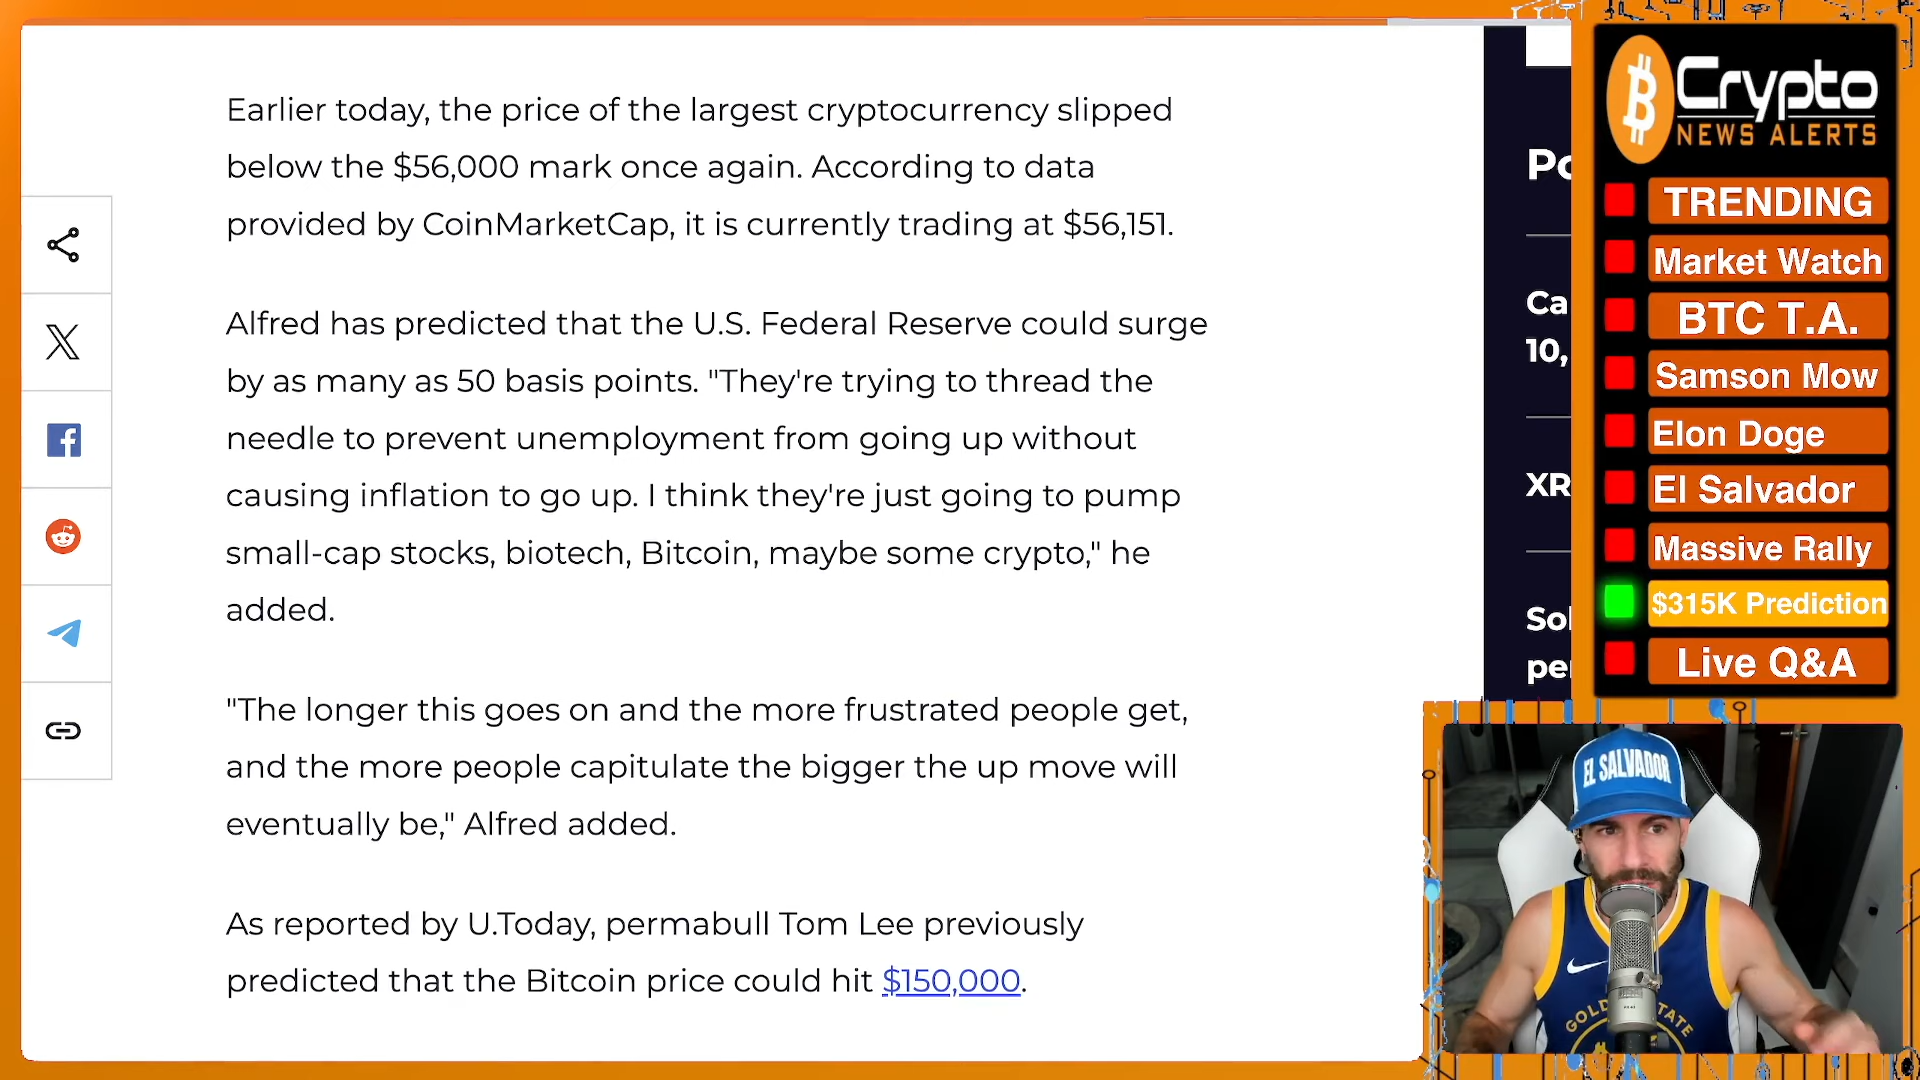 Earlier today, the price of the largest cryptocurrency slipped
below the $56,000 mark once again. According to data
provided by CoinMarketCap, it is currently trading at $56,151.
Alfred has predicted that the U.S. Federal Reserve could surge
by as many as 50 basis points. "They're trying to thread the
needle to prevent unemployment from going up without
causing inflation to go up. I think they're just going to pump
small-cap stocks, biotech, Bitcoin, maybe some crypto," he
added.
"The longer this goes on and the more frustrated people get,
and the more people capitulate the bigger the up move will
eventually be," Alfred added.
As reported by U.Today, permabull Tom Lee previously
predicted that the Bitcoin price could hit $150,000.
Po
Ca
10,
XR
Sol
per
Crypto
NEWS ALERTS
TRENDING
Market Watch
BTC T.A.
Samson Mow
Elon Doge
El Salvador
Massive Rally
$315K Prediction
Live Q&A
EL SALVADOR